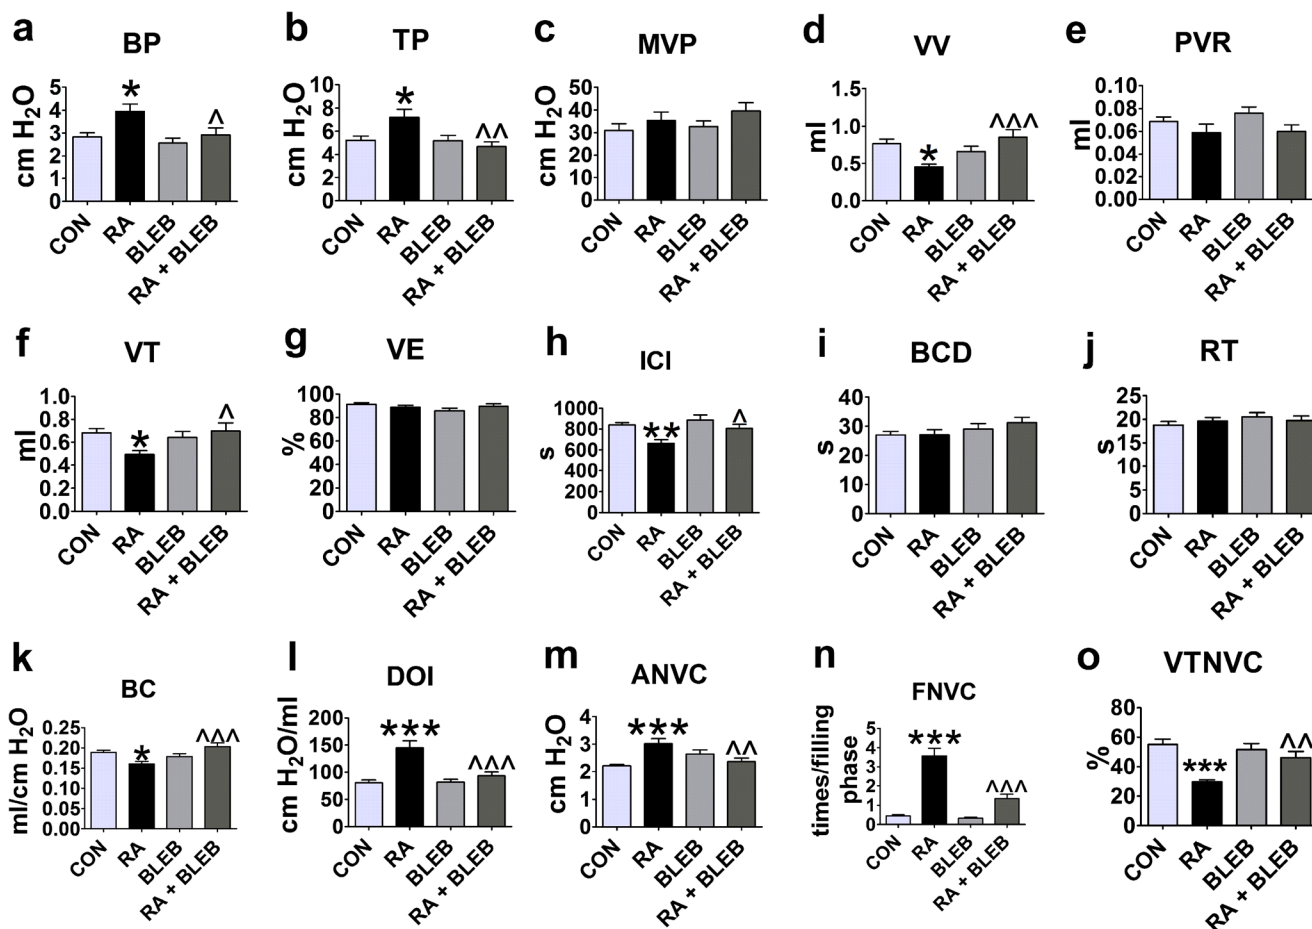 a
BP
cm H₂O
5
4
3
2
1
0
*
^
CON
RA
BLEB
RA + BLEB
b
TP
cm H₂O
10
8
6
4
2
0
*
^^
CON
RA
BLEB
RA + BLEB
c
MVP
cm H₂O
50
40
30
20
10
0
CON
RA
BLEB
RA + BLEB
d
VV
ml
1.5
1.0
0.5
0.0
*
^^^
CON
RA
BLEB
RA + BLEB
e
PVR
ml
0.10
0.08
0.06
0.04
0.02
0.00
CON
RA
BLEB
RA + BLEB
f
VT
ml
1.0
0.8
0.6
0.4
0.2
0.0
*
^
CON
RA
BLEB
RA + BLEB
g
VE
%
100
80
60
40
20
0
CON
RA
BLEB
RA + BLEB
h
ICI
s
1000
800
600
400
200
0
**
^
CON
RA
BLEB
RA + BLEB
i
BCD
s
40
30
20
10
0
CON
RA
BLEB
RA + BLEB
j
RT
s
25
20
15
10
5
0
CON
RA
BLEB
RA + BLEB
k
BC
ml/cm H₂O
0.25
0.20
0.15
0.10
0.05
0.00
*
^^^
CON
RA
BLEB
RA + BLEB
l
DOI
cm H₂O/ml
200
150
100
50
0
***
^^^
CON
RA
BLEB
RA + BLEB
m
ANVC
cm H₂O
4
3
2
1
0
***
^^
CON
RA
BLEB
RA + BLEB
n
FNVC
times/filling
phase
5
4
3
2
1
0
***
^^^
CON
RA
BLEB
RA + BLEB
o
VTNVC
%
80
60
40
20
0
***
^^
CON
RA
BLEB
RA + BLEB